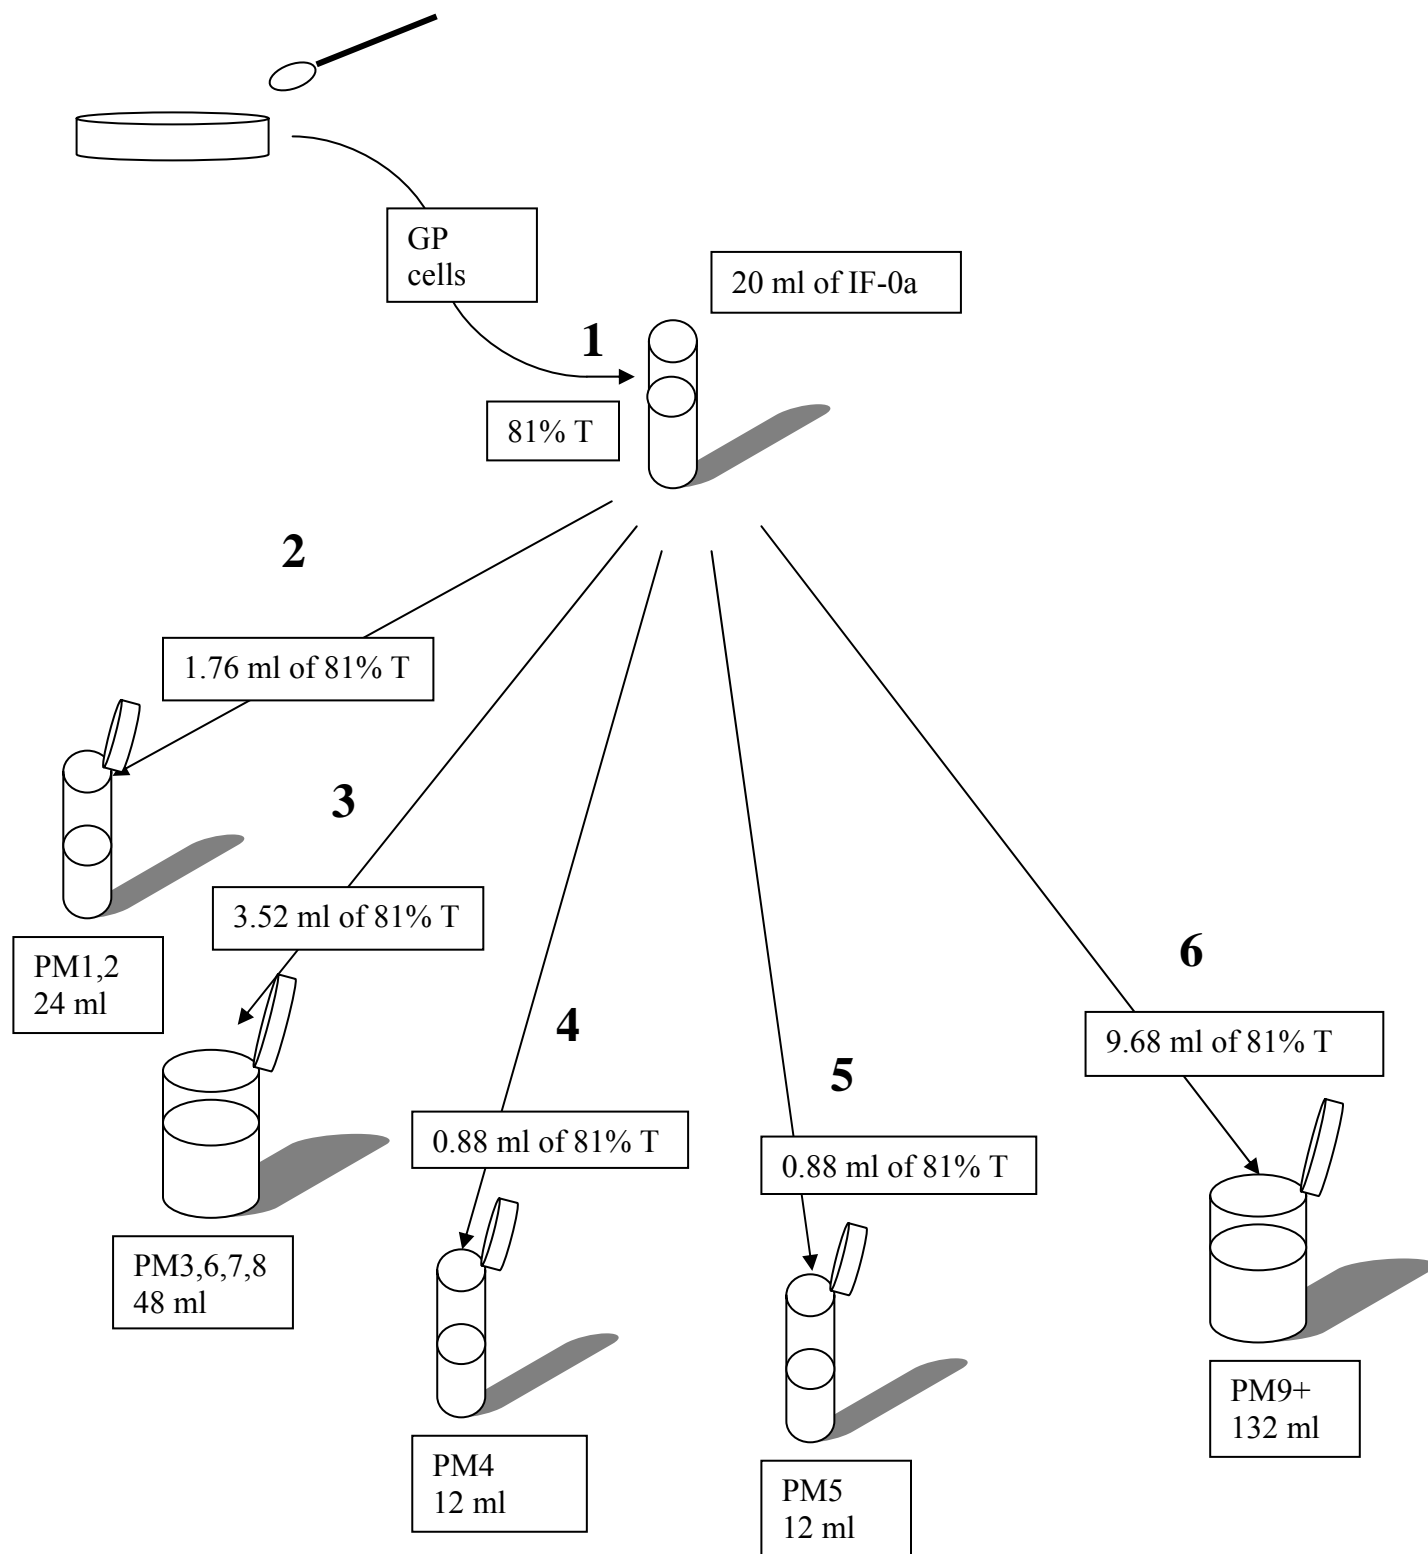 GP
cells
20 ml of IF-0a
1
81% T
2
1.76 ml of 81% T
3
3.52 ml of 81% T
PM1,2
24 ml
4
0.88 ml of 81% T
5
0.88 ml of 81% T
6
9.68 ml of 81% T
PM3,6,7,8
48 ml
PM4
12 ml
PM5
12 ml
PM9+
132 ml